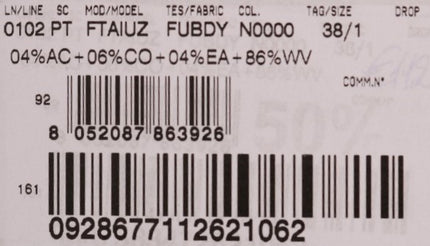 LN/LINE SC MOD/MODEL TES/FABRIC COL. TAG/SIZE DROP
0102 PT FTAIUZ FUBDY N0000 38/1
04%AC+06%CO+04%EA+86%WV
COMM.N°
92
8 052087 863926
161
0928677112621062